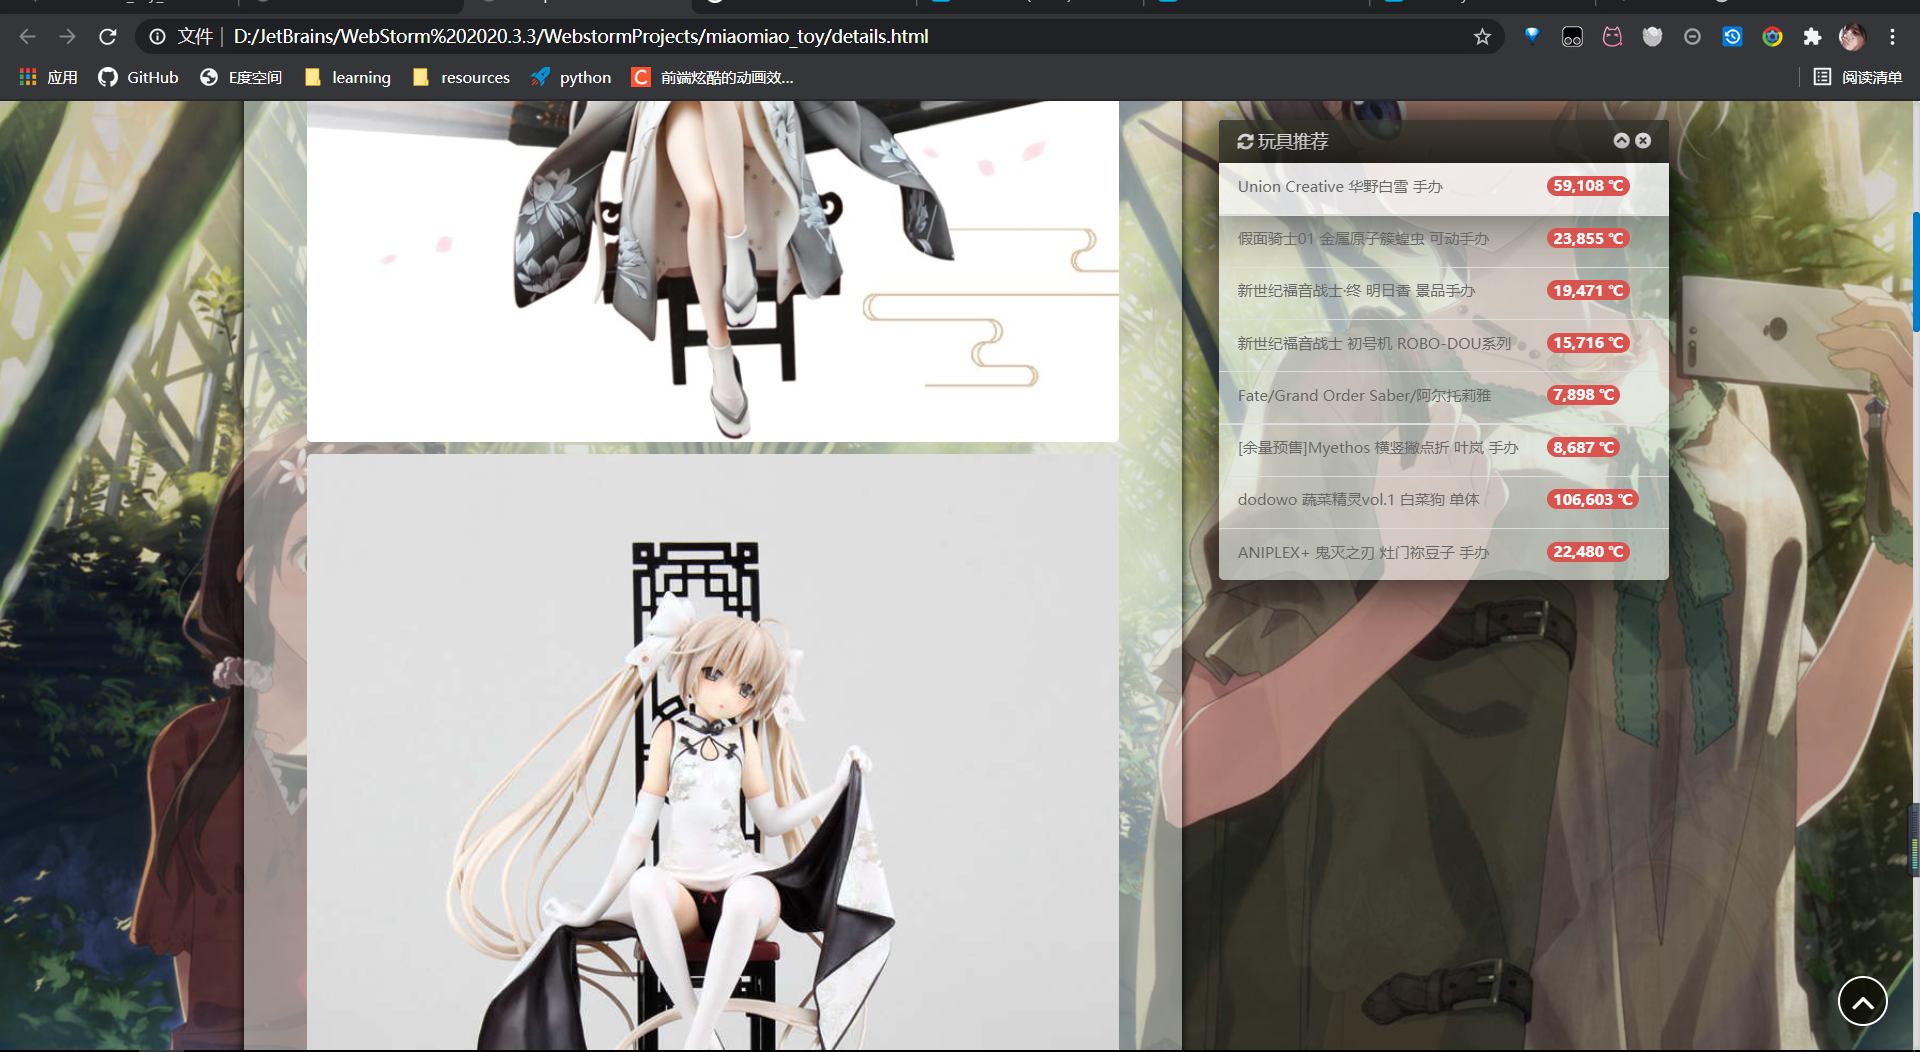 文件 | D:/JetBrains/WebStorm%202020.3.3/WebstormProjects/miaomiao_toy/details.html
应用 GitHub E度空间 learning resources python 前端炫酷的动画效... 阅读清单
玩具推荐
Union Creative 华野白雪 手办 59,108 ℃
假面骑士01 金属原子簇蝗虫 可动手办 23,855 ℃
新世纪福音战士·终 明日香 景品手办 19,471 ℃
新世纪福音战士 初号机 ROBO-DOU系列 15,716 ℃
Fate/Grand Order Saber/阿尔托莉雅 7,898 ℃
[余量预售]Myethos 横竖撇点折 叶岚 手办 8,687 ℃
dodowo 蔬菜精灵vol.1 白菜狗 单体 106,603 ℃
ANIPLEX+ 鬼灭之刃 灶门祢豆子 手办 22,480 ℃